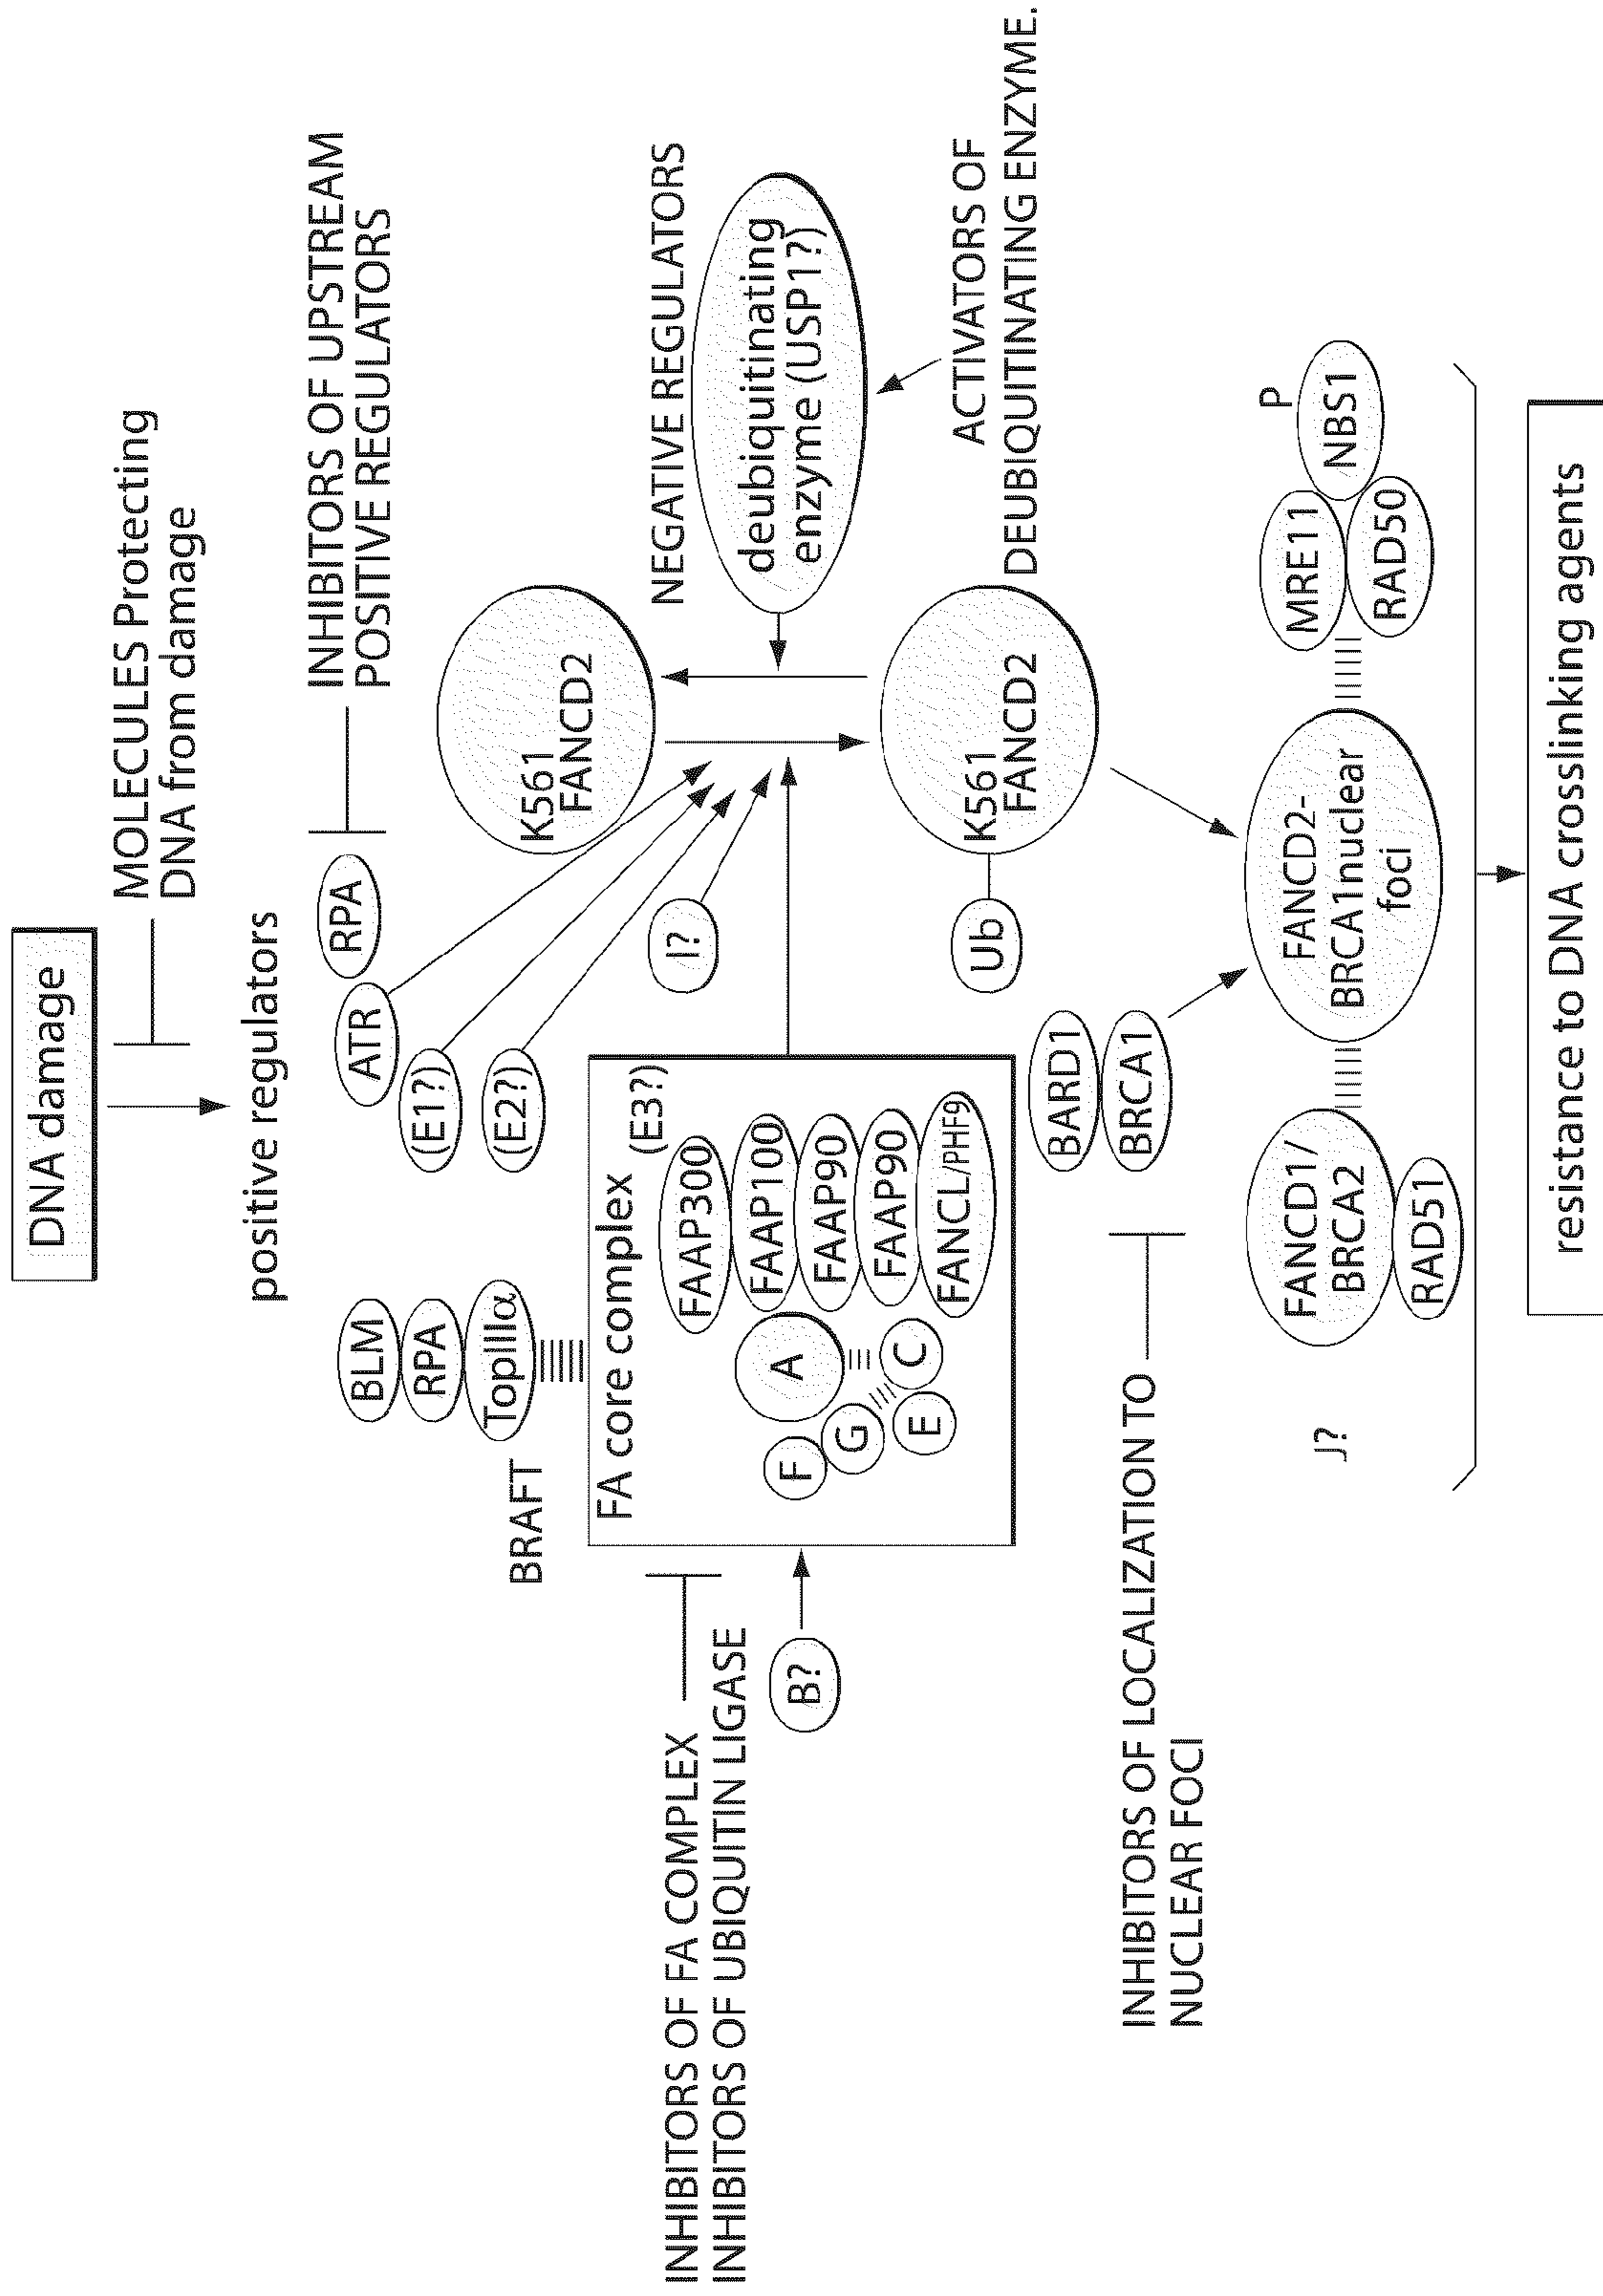 DNA damage
MOLECULES Protecting
DNA from damage
positive regulators
INHIBITORS OF UPSTREAM
POSITIVE REGULATORS
BLM
RPA
TopIIIα
BRAFT
ATR
RPA
(E1?)
(E2?)
I?
K561
FANCD2
NEGATIVE REGULATORS
deubiquitinating
enzyme (USP1?)
ACTIVATORS OF
DEUBIQUITINATING ENZYME.
INHIBITORS OF FA COMPLEX
INHIBITORS OF UBIQUITIN LIGASE
B?
FA core complex
(E3?)
FAAP300
FAAP100
FAAP90
FAAP90
FANCL/PHF9
A
F
G
C
E
Ub
K561
FANCD2
INHIBITORS OF LOCALIZATION TO
NUCLEAR FOCI
BARD1
BRCA1
J?
FANCD1/
BRCA2
RAD51
FANCD2-
BRCA1nuclear
foci
MRE11
RAD50
NBS1
P
resistance to DNA crosslinking agents